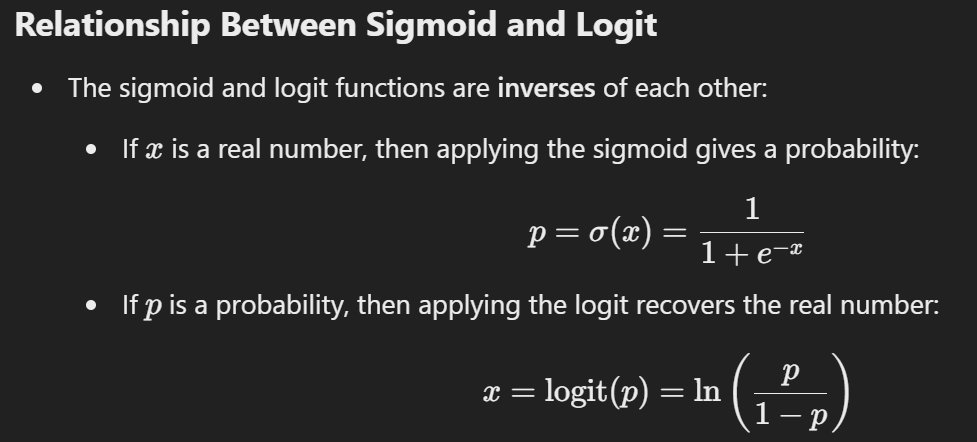 Relationship Between Sigmoid and Logit
• The sigmoid and logit functions are inverses of each other:
• If x is a real number, then applying the sigmoid gives a probability:
p = σ(x) = \frac{1}{1 + e^{-x}}
• If p is a probability, then applying the logit recovers the real number:
x = logit(p) = ln \left( \frac{p}{1 - p} \right)